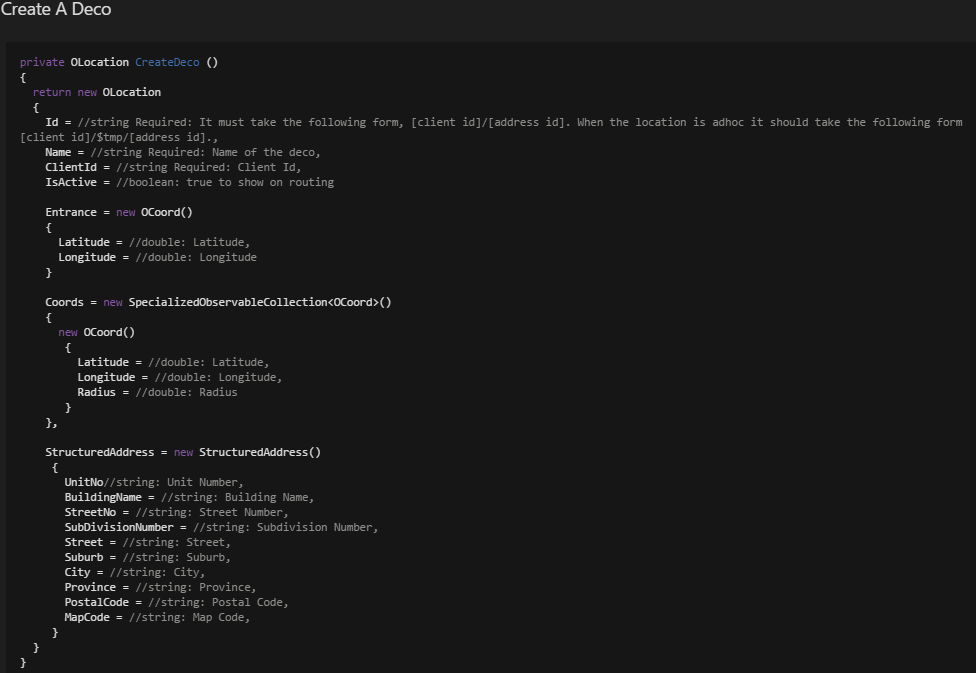 Create A Deco
private OLocation CreateDeco ()
{
return new OLocation
{
Id = //string Required: It must take the following form, [client id]/[address id]. When the location is adhoc it should take the following form
[client id]/$tmp/[address id].,
Name = //string Required: Name of the deco,
ClientId = //string Required: Client Id,
IsActive = //boolean: true to show on routing
Entrance = new OCoord()
{
Latitude = //double: Latitude,
Longitude = //double: Longitude
}
Coords = new SpecializedObservableCollection<OCoord>()
{
new OCoord()
{
Latitude = //double: Latitude,
Longitude = //double: Longitude,
Radius = //double: Radius
}
},
StructuredAddress = new StructuredAddress()
{
UnitNo//string: Unit Number,
BuildingName = //string: Building Name,
StreetNo = //string: Street Number,
SubDivisionNumber = //string: Subdivision Number,
Street = //string: Street,
Suburb = //string: Suburb,
City = //string: City,
Province = //string: Province,
PostalCode = //string: Postal Code,
MapCode = //string: Map Code,
}
}
}